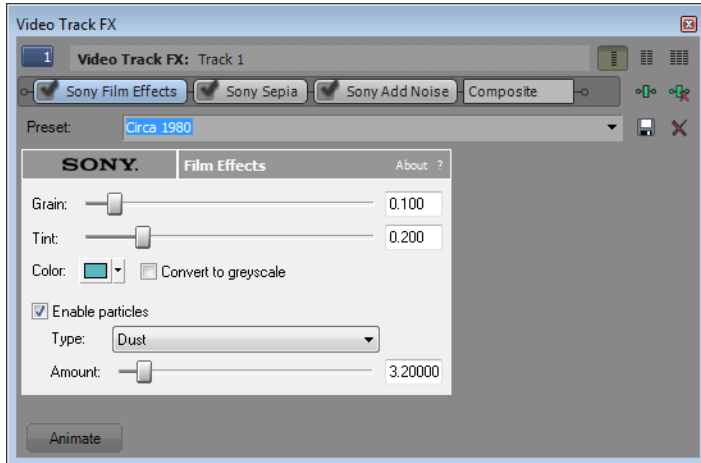 Video Track FX
1 Video Track FX: Track 1
Sony Film Effects Sony Sepia Sony Add Noise Composite
Preset: Circa 1980
SONY. Film Effects About ?
Grain: 0.100
Tint: 0.200
Color: Convert to greyscale
Enable particles
Type: Dust
Amount: 3.20000
Animate